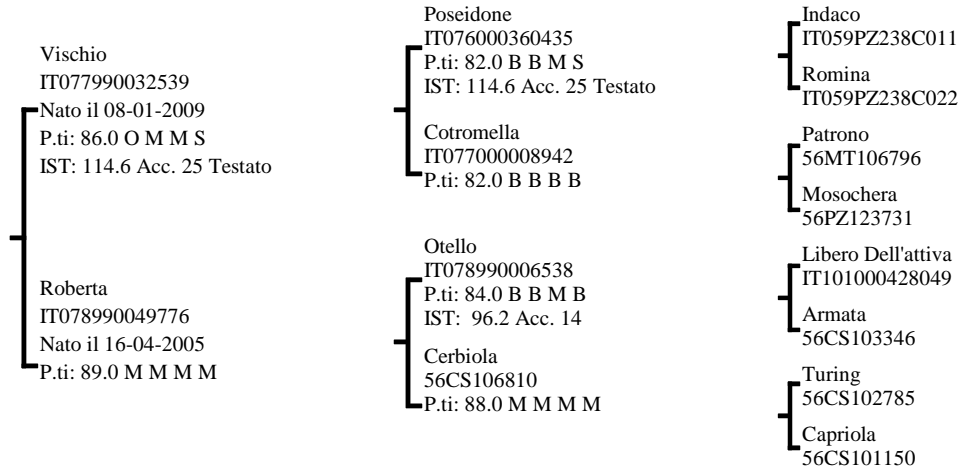 Vischio
IT077990032539
Nato il 08-01-2009
P.ti: 86.0 O M M S
IST: 114.6 Acc. 25 Testato
Roberta
IT078990049776
Nato il 16-04-2005
P.ti: 89.0 M M M M
Poseidone
IT076000360435
P.ti: 82.0 B B M S
IST: 114.6 Acc. 25 Testato
Cotromella
IT077000008942
P.ti: 82.0 B B B B
Otello
IT078990006538
P.ti: 84.0 B B M B
IST: 96.2 Acc. 14
Cerbiola
56CS106810
P.ti: 88.0 M M M M
Indaco
IT059PZ238C011
Romina
IT059PZ238C022
Patrono
56MT106796
Mosochera
56PZ123731
Libero Dell'attiva
IT101000428049
Armata
56CS103346
Turing
56CS102785
Capriola
56CS101150